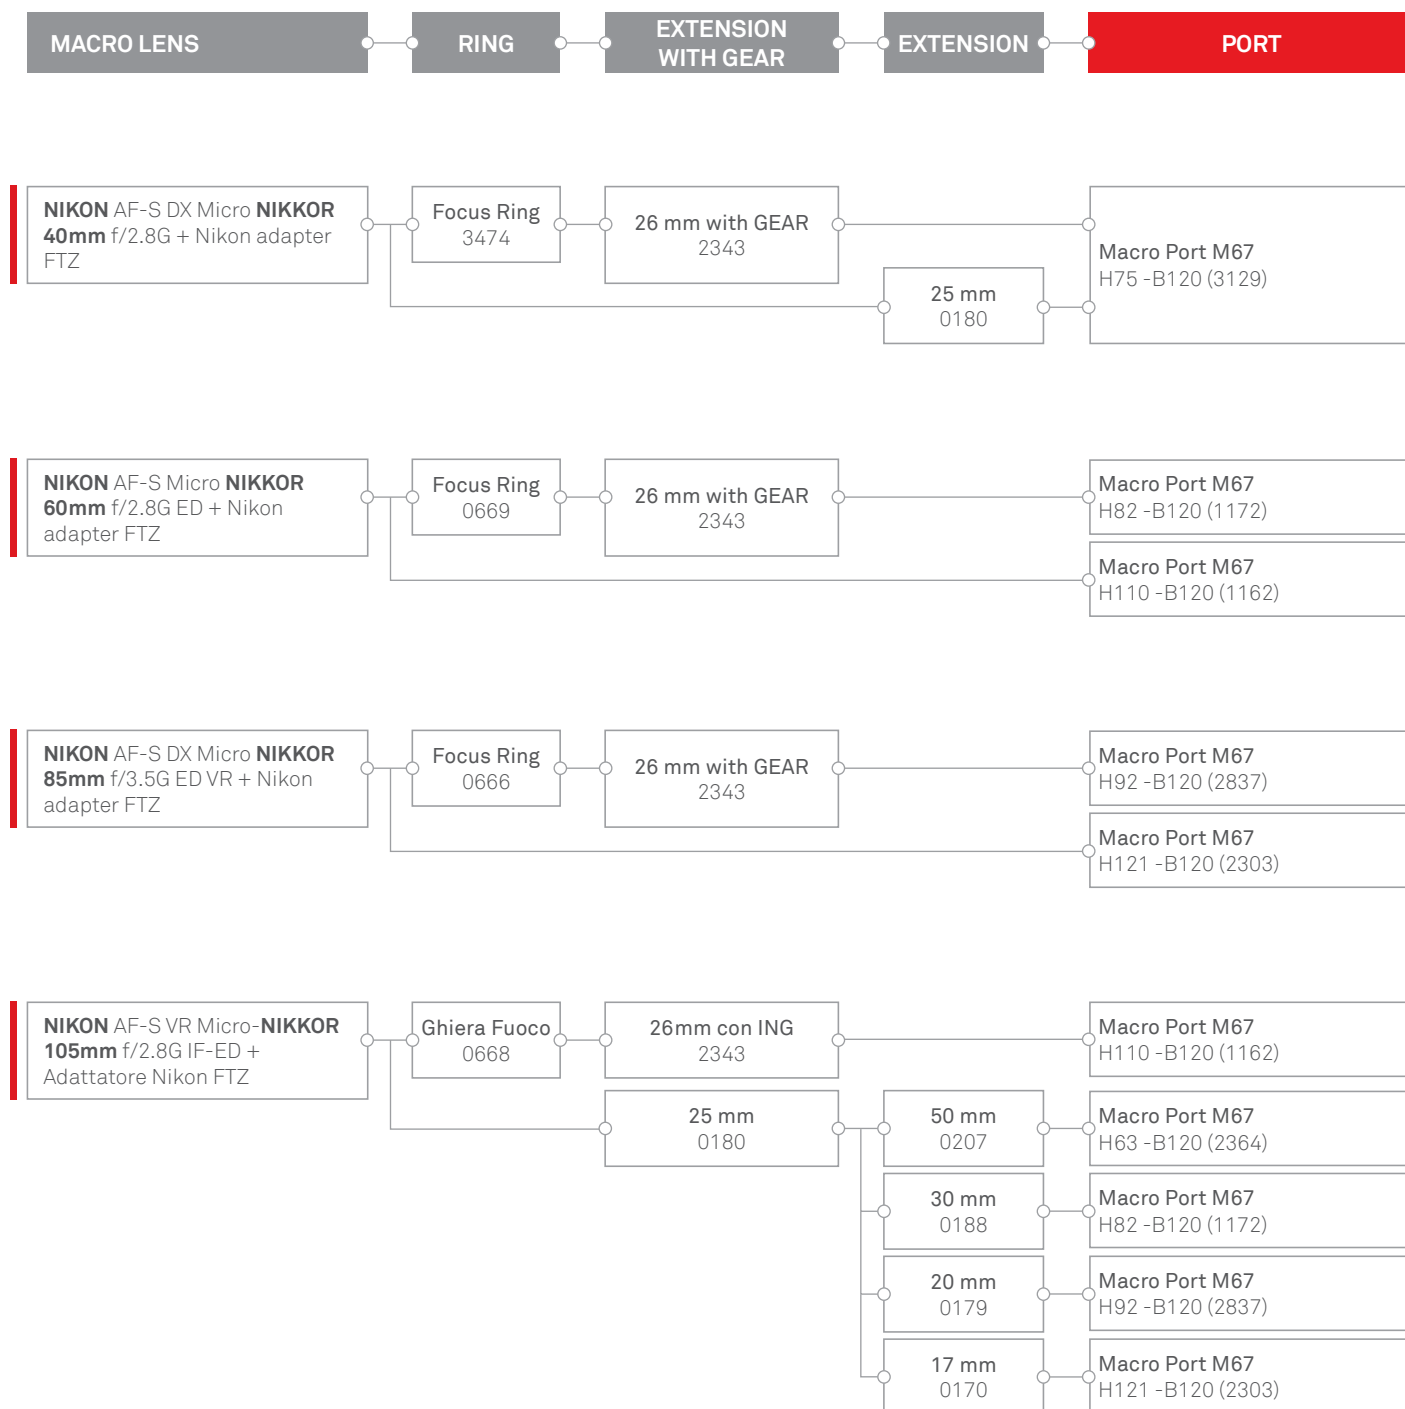 MACRO LENS
RING
EXTENSION
WITH GEAR
EXTENSION
PORT
NIKON AF-S DX Micro NIKKOR
40mm f/2.8G + Nikon adapter
FTZ
Focus Ring
3474
26 mm with GEAR
2343
25 mm
0180
Macro Port M67
H75 -B120 (3129)
NIKON AF-S Micro NIKKOR
60mm f/2.8G ED + Nikon
adapter FTZ
Focus Ring
0669
26 mm with GEAR
2343
Macro Port M67
H82 -B120 (1172)
Macro Port M67
H110 -B120 (1162)
NIKON AF-S DX Micro NIKKOR
85mm f/3.5G ED VR + Nikon
adapter FTZ
Focus Ring
0666
26 mm with GEAR
2343
Macro Port M67
H92 -B120 (2837)
Macro Port M67
H121 -B120 (2303)
NIKON AF-S VR Micro-NIKKOR
105mm f/2.8G IF-ED +
Adattatore Nikon FTZ
Ghiera Fuoco
0668
26mm con ING
2343
Macro Port M67
H110 -B120 (1162)
25 mm
0180
50 mm
0207
Macro Port M67
H63 -B120 (2364)
30 mm
0188
Macro Port M67
H82 -B120 (1172)
20 mm
0179
Macro Port M67
H92 -B120 (2837)
17 mm
0170
Macro Port M67
H121 -B120 (2303)